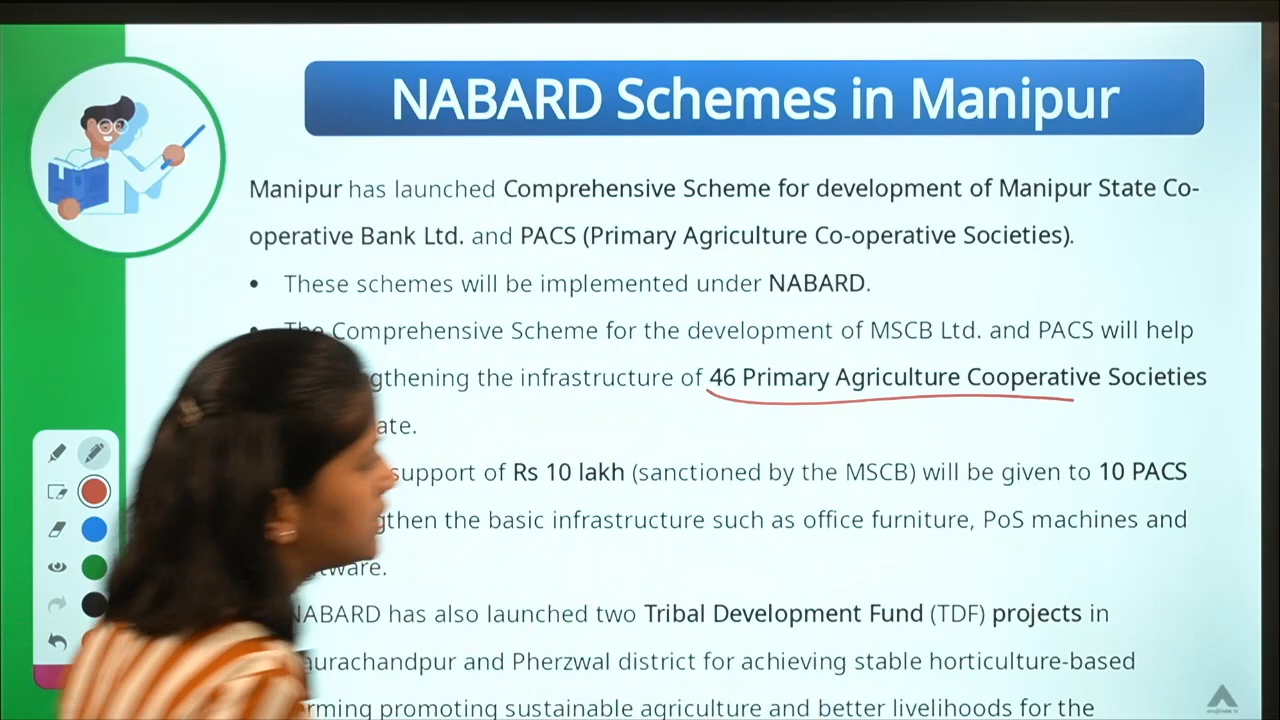 NABARD Schemes in Manipur
Manipur has launched Comprehensive Scheme for development of Manipur State Co-
operative Bank Ltd. and PACS (Primary Agriculture Co-operative Societies).
• These schemes will be implemented under NABARD.
• The Comprehensive Scheme for the development of MSCB Ltd. and PACS will help
gthening the infrastructure of 46 Primary Agriculture Cooperative Societies
ate.
support of Rs 10 lakh (sanctioned by the MSCB) will be given to 10 PACS
gthen the basic infrastructure such as office furniture, PoS machines and
tware.
NABARD has also launched two Tribal Development Fund (TDF) projects in
aurachandpur and Pherzwal district for achieving stable horticulture-based
rming promoting sustainable agriculture and better livelihoods for the